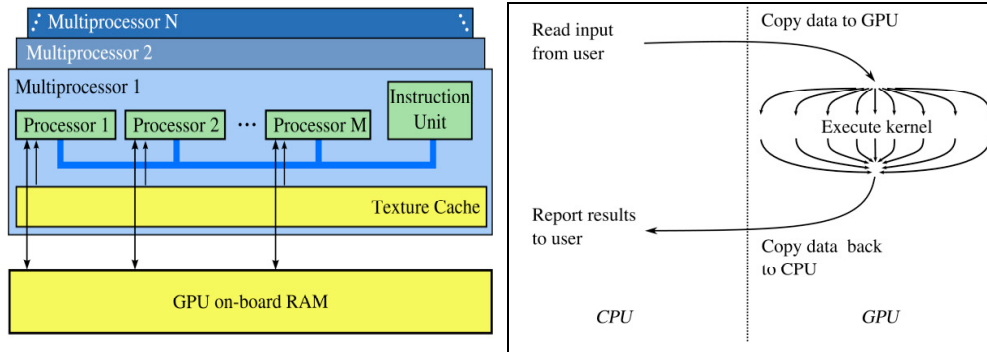 Multiprocessor N
Multiprocessor 2
Multiprocessor 1
Instruction
Unit
Processor 1
Processor 2
...
Processor M
Texture Cache
GPU on-board RAM
Read input
from user
Copy data to GPU
Execute kernel
Report results
to user
Copy data back
to CPU
CPU
GPU